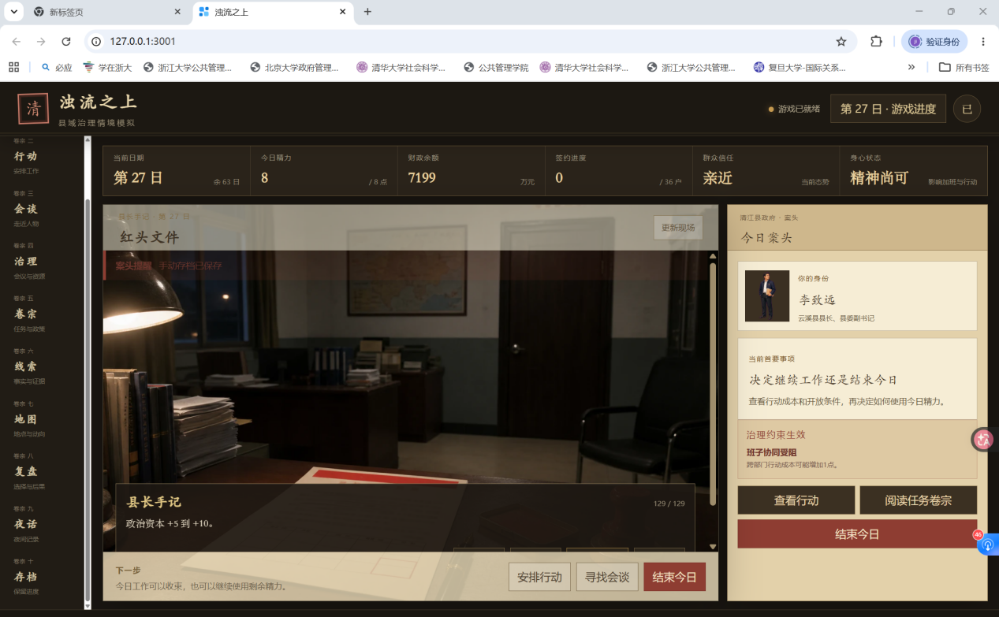 新标签页
浊流之上
127.0.0.1:3001
验证身份
必应
学在浙大
浙江大学公共管理...
北京大学政府管理...
清华大学社会科学...
公共管理学院
清华大学社会科学...
浙江大学公共管理...
复旦大学-国际关系...
所有书签
清
浊流之上
县域治理情境模拟
游戏已就绪
第 27 日 · 游戏进度
已
卷宗 二
行动
安排工作
卷宗 三
会谈
走近人物
卷宗 四
治理
会议与资源
卷宗 五
卷宗
任务与政策
卷宗 六
线索
事实与证据
卷宗 七
地图
地点与动向
卷宗 八
复盘
选择与后果
卷宗 九
夜话
夜间记录
卷宗 十
存档
保留进度
当前日期
第 27 日
余 63 日
今日精力
8
/ 8 点
财政余额
7199
万元
签约进度
0
/ 36 户
群众信任
亲近
当前态势
身心状态
精神尚可
影响加班与行动
县长手记 · 第 27 日
红头文件
更新现场
案头提醒 手动存档已保存
县长手记
129 / 129
政治资本 +5 到 +10。
下一步
今日工作可以收束，也可以继续使用剩余精力。
安排行动
寻找会谈
结束今日
清江县政府 · 案头
今日案头
你的身份
李致远
云溪县县长、县委副书记
当前首要事项
决定继续工作还是结束今日
查看行动成本和开放条件，再决定如何使用今日精力。
治理约束生效
班子协同受阻
跨部门行动成本可能增加1点。
查看行动
阅读任务卷宗
结束今日
46